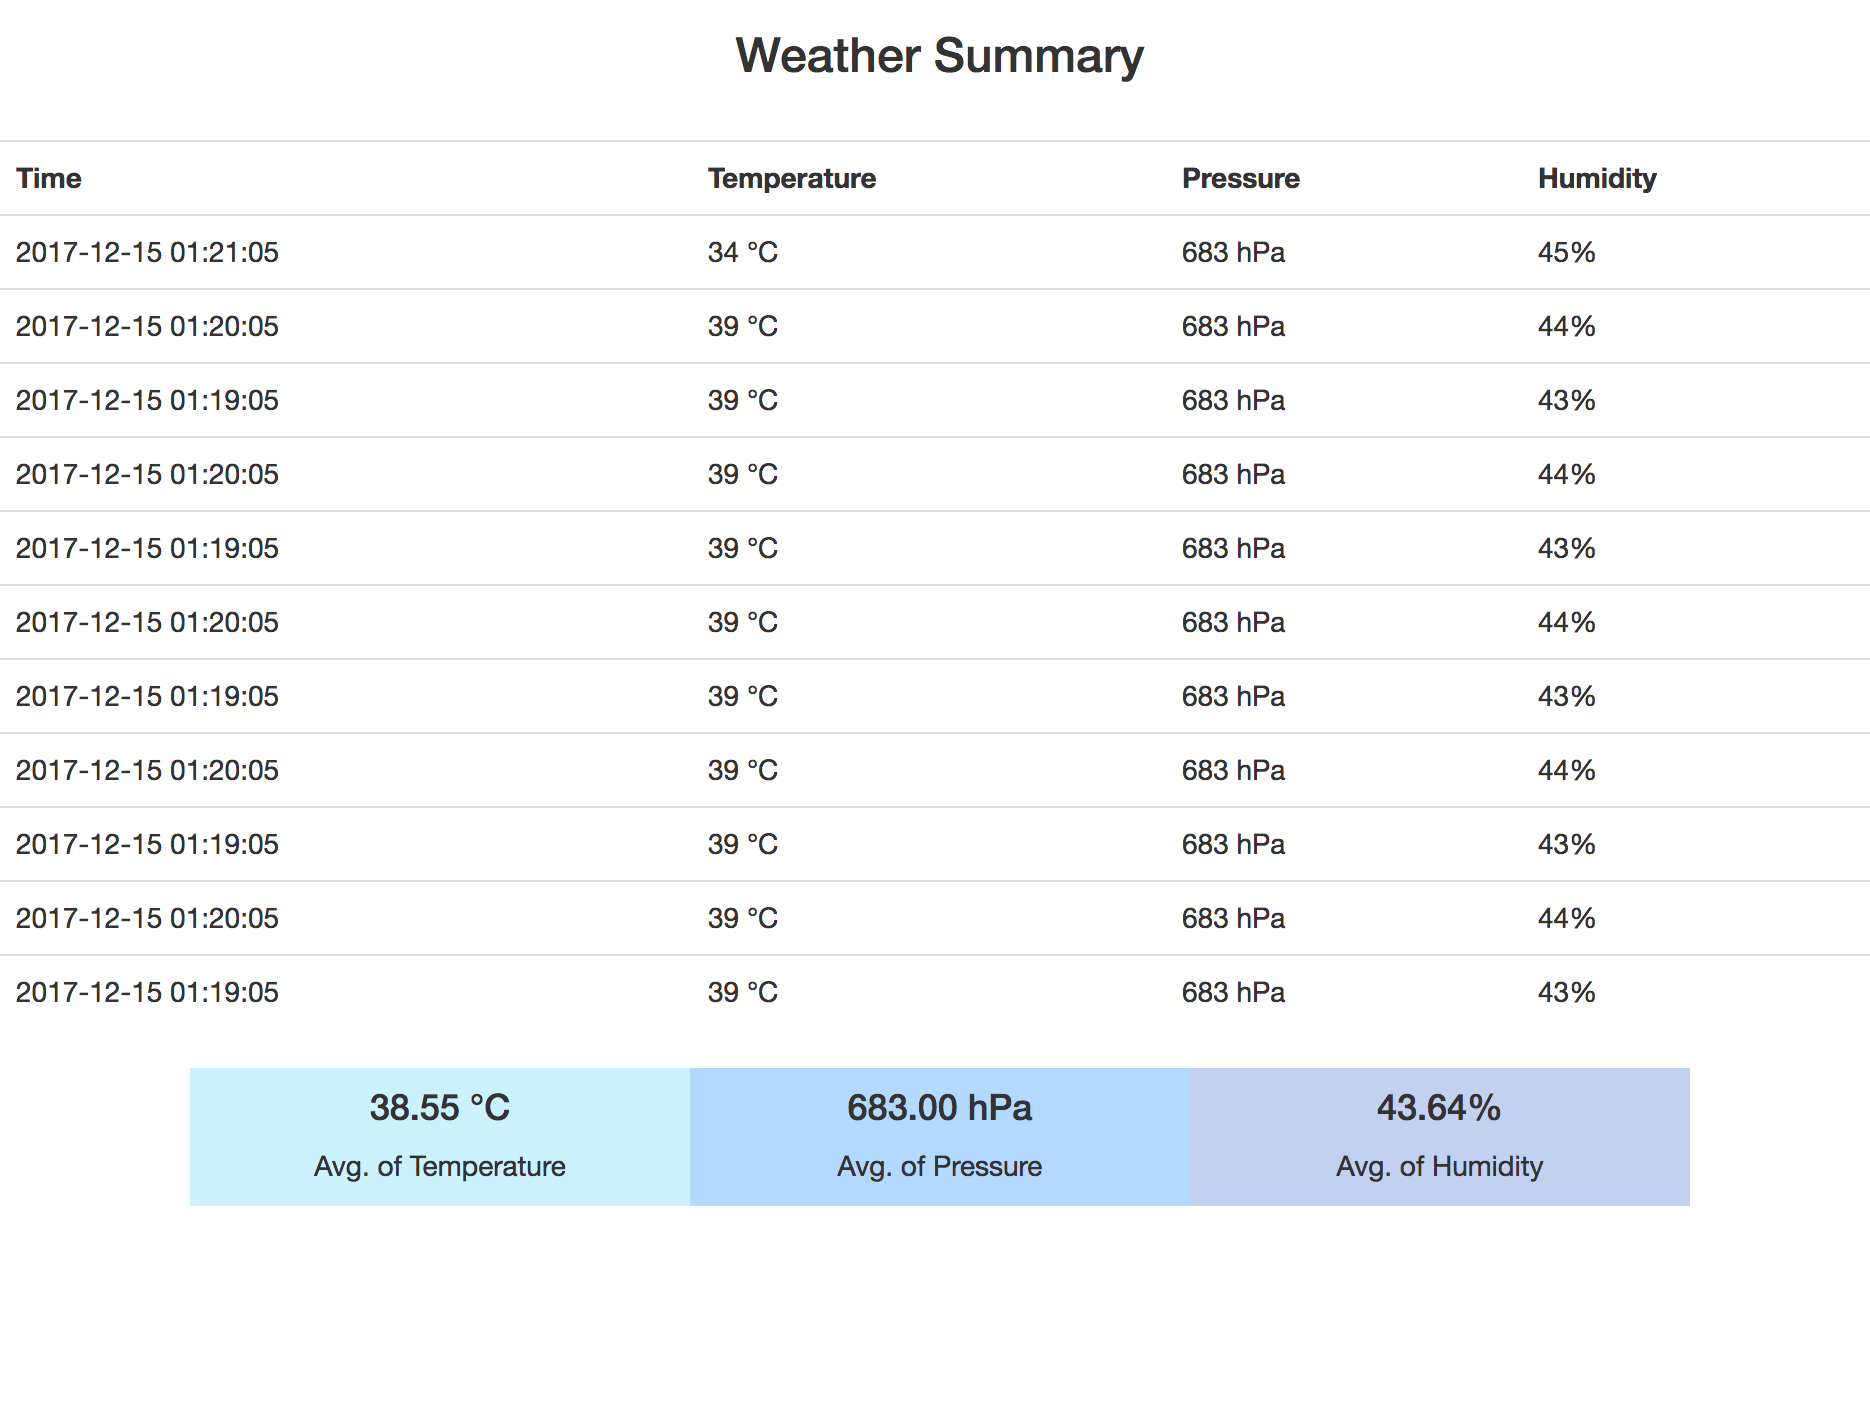 Weather Summary
Time Temperature Pressure Humidity
2017-12-15 01:21:05 34 °C 683 hPa 45%
2017-12-15 01:20:05 39 °C 683 hPa 44%
2017-12-15 01:19:05 39 °C 683 hPa 43%
2017-12-15 01:20:05 39 °C 683 hPa 44%
2017-12-15 01:19:05 39 °C 683 hPa 43%
2017-12-15 01:20:05 39 °C 683 hPa 44%
2017-12-15 01:19:05 39 °C 683 hPa 43%
2017-12-15 01:20:05 39 °C 683 hPa 44%
2017-12-15 01:19:05 39 °C 683 hPa 43%
2017-12-15 01:20:05 39 °C 683 hPa 44%
2017-12-15 01:19:05 39 °C 683 hPa 43%
38.55 °C 683.00 hPa 43.64%
Avg. of Temperature Avg. of Pressure Avg. of Humidity